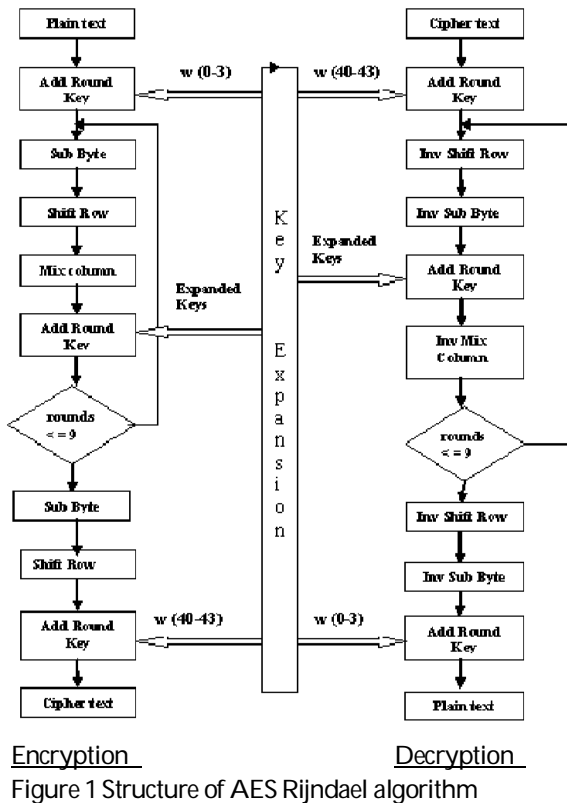 Plain text
Add Round
Key
Sub Byte
Shift Row
Mix column
Add Round
Key
rounds
< = 9
Sub Byte
Shift Row
Add Round
Key
Cipher text
w (0-3)
Expanded
Keys
w (40-43)
Key Expansion
w (40-43)
Expanded
Keys
w (0-3)
Cipher text
Add Round
Key
Inv Shift Row
Inv Sub Byte
Add Round
Key
Inv Mix
Column
rounds
< = 9
Inv Shift Row
Inv Sub Byte
Add Round
Key
Plain text
Encryption
Decryption
Figure 1 Structure of AES Rijndael algorithm